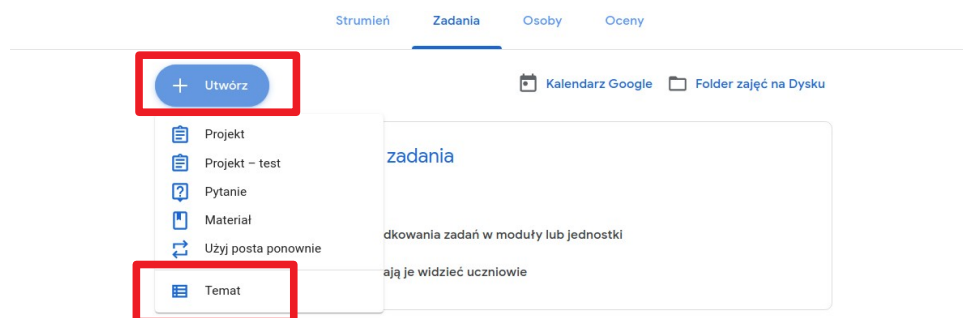 Strumień Zadania Osoby Oceny
+ Utwórz
Kalendarz Google Folder zajęć na Dysku
Projekt
zadania
Projekt – test
Pytanie
Materiał
dkowania zadań w moduły lub jednostki
Użyj posta ponownie
ają je widzieć uczniowie
Temat